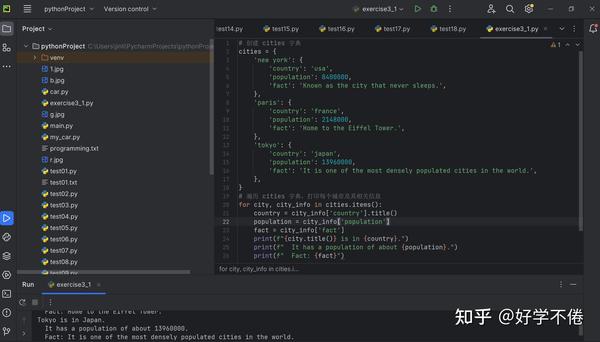 pythonProject
Version control
exercise3_1
Project
test14.py
test15.py
test16.py
test17.py
test18.py
exercise3_1.py
pythonProject C:\Users\jinli\PycharmProjects\pythonProj
venv
1.jpg
b.jpg
car.py
exercise3_1.py
g.jpg
main.py
my_car.py
programming.txt
r.jpg
test01.py
test01.txt
test02.py
test03.py
test04.py
test05.py
test06.py
test07.py
test08.py
test09.py
1 # 创建 cities 字典
2 cities = {
3 'new york': {
4 'country': 'usa',
5 'population': 8400000,
6 'fact': 'Known as the city that never sleeps.',
7 },
8 'paris': {
9 'country': 'france',
10 'population': 2148000,
11 'fact': 'Home to the Eiffel Tower.',
12 },
13 'tokyo': {
14 'country': 'japan',
15 'population': 13960000,
16 'fact': 'It is one of the most densely populated cities in the world.',
17 },
18 }
19 # 遍历 cities 字典，打印每个城市及其相关信息
20 for city, city_info in cities.items():
21 country = city_info['country'].title()
22 population = city_info['population']
23 fact = city_info['fact']
24 print(f"{city.title()} is in {country}.")
25 print(f" It has a population of about {population}.")
26 print(f" Fact: {fact}")
1
for city, city_info in cities.i...
Run
exercise3_1
Fact: Home to the Eiffel Tower.
Tokyo is in Japan.
It has a population of about 13960000.
Fact: It is one of the most densely populated cities in the world.
知乎 @好学不倦